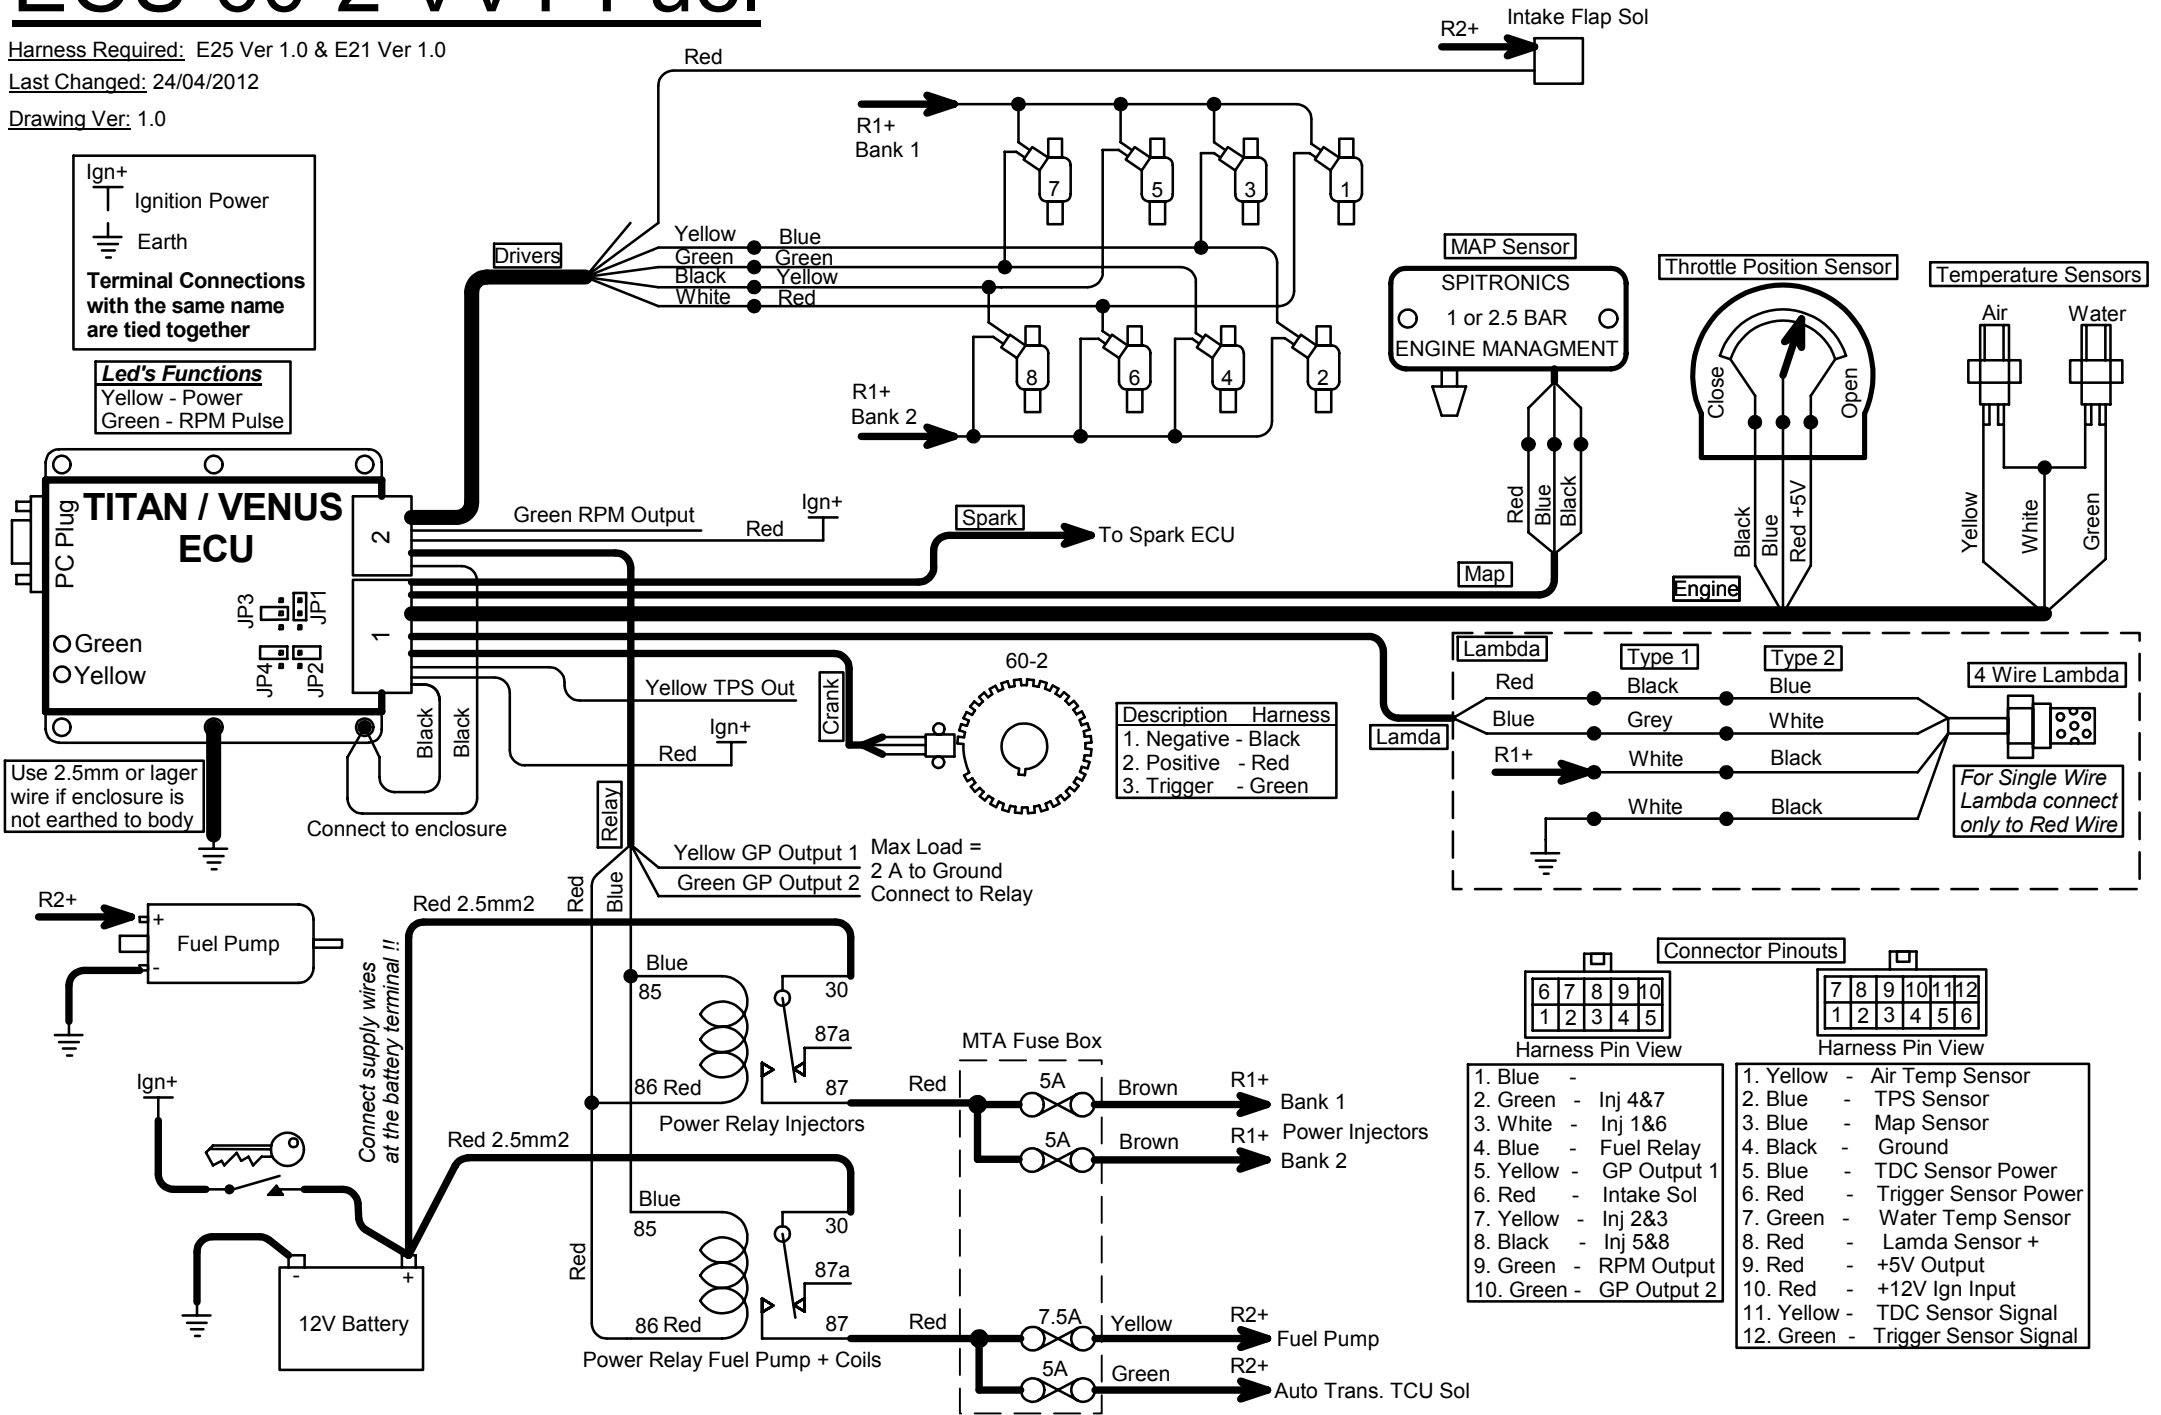 Harness Required: E25 Ver 1.0 & E21 Ver 1.0
Last Changed: 24/04/2012
Drawing Ver: 1.0
Ign+
Ignition Power
Earth
Terminal Connections
with the same name
are tied together
Led's Functions
Yellow - Power
Green - RPM Pulse
Red
R2+
Intake Flap Sol
R1+
Bank 1
7
5
3
1
Drivers
Yellow
Blue
Green
Green
Black
Yellow
White
Red
8
6
4
2
R1+
Bank 2
MAP Sensor
SPITRONICS
1 or 2.5 BAR
ENGINE MANAGMENT
Red
Blue
Black
Map
Throttle Position Sensor
Close
Open
Black
Blue
Red +5V
Engine
Temperature Sensors
Air
Water
Yellow
White
Green
PC Plug
TITAN / VENUS
ECU
2
1
JP3
JP1
JP4
JP2
Green
Yellow
Green RPM Output
Red
Ign+
Spark
To Spark ECU
Yellow TPS Out
Ign+
Red
Black
Black
Connect to enclosure
Use 2.5mm or lager
wire if enclosure is
not earthed to body
Crank
60-2
Description Harness
1. Negative - Black
2. Positive - Red
3. Trigger - Green
Lamda
Lambda
Type 1
Type 2
4 Wire Lambda
Red
Black
Blue
Blue
Grey
White
R1+
White
Black
White
Black
For Single Wire
Lambda connect
only to Red Wire
Relay
Yellow GP Output 1
Green GP Output 2
Max Load =
2 A to Ground
Connect to Relay
Red
Blue
R2+
+
-
Fuel Pump
Red 2.5mm2
Connect supply wires
at the battery terminal !!
Blue
85
30
87a
86 Red
87
Power Relay Injectors
Red
MTA Fuse Box
5A
Brown
R1+
Bank 1
5A
Brown
R1+
Power Injectors
Bank 2
Ign+
Red 2.5mm2
-
+
12V Battery
Red
Blue
85
30
87a
86 Red
87
Power Relay Fuel Pump + Coils
Red
7.5A
Yellow
R2+
Fuel Pump
5A
Green
R2+
Auto Trans. TCU Sol
Connector Pinouts
6 7 8 9 10
1 2 3 4 5
Harness Pin View
1. Blue -
2. Green - Inj 4&7
3. White - Inj 1&6
4. Blue - Fuel Relay
5. Yellow - GP Output 1
6. Red - Intake Sol
7. Yellow - Inj 2&3
8. Black - Inj 5&8
9. Green - RPM Output
10. Green - GP Output 2
7 8 9 10 11 12
1 2 3 4 5 6
Harness Pin View
1. Yellow - Air Temp Sensor
2. Blue - TPS Sensor
3. Blue - Map Sensor
4. Black - Ground
5. Blue - TDC Sensor Power
6. Red - Trigger Sensor Power
7. Green - Water Temp Sensor
8. Red - Lamda Sensor +
9. Red - +5V Output
10. Red - +12V Ign Input
11. Yellow - TDC Sensor Signal
12. Green - Trigger Sensor Signal